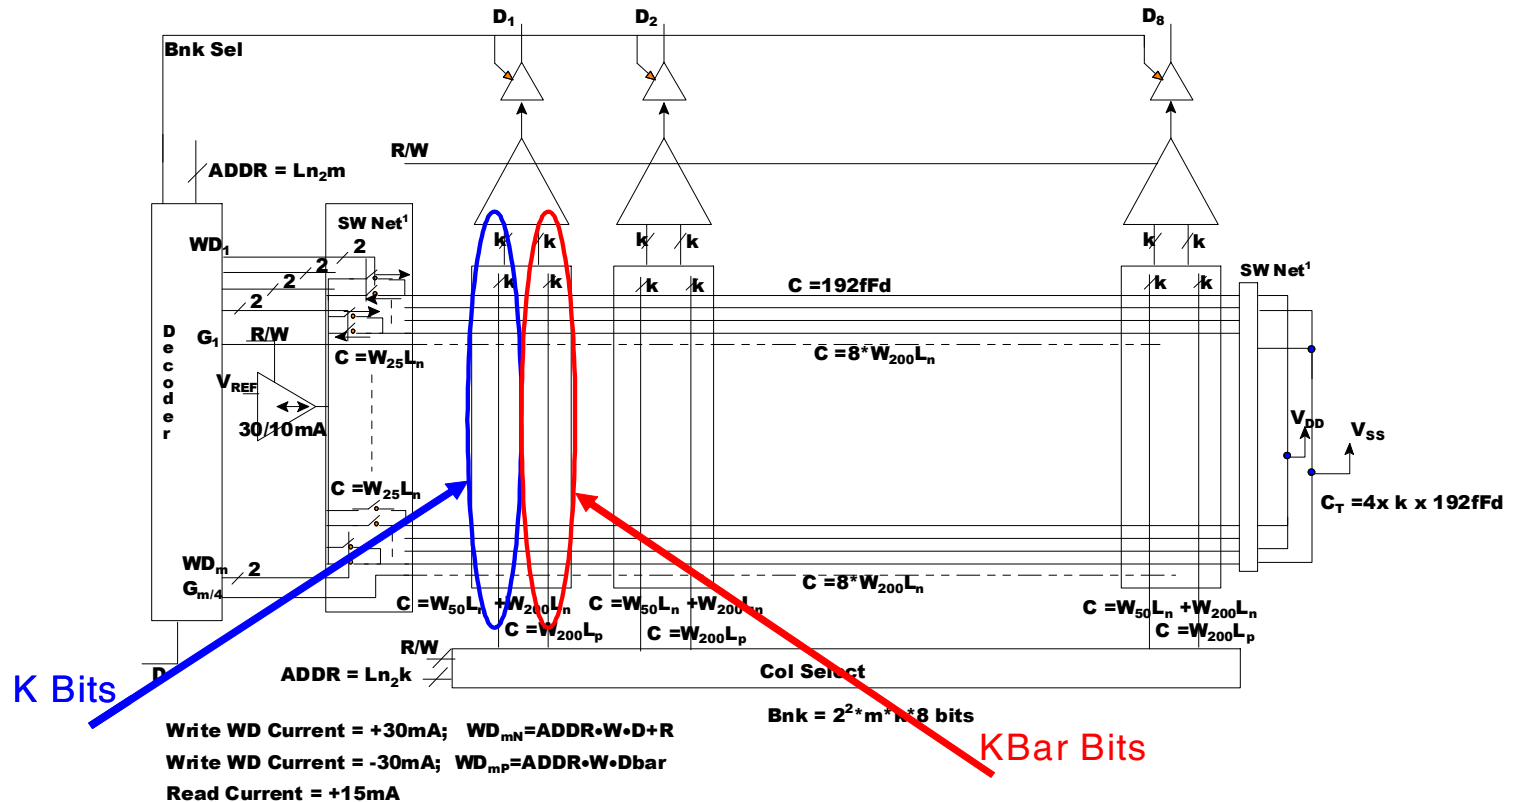 D1 D2 D8
Bnk Sel
R/W
ADDR = Ln2m
SW Net1
WD1
2
2
2
2
k k k k k k
k k k k k k
SW Net1
C =192fFd
Decoder
G1 R/W
C =W25Ln
C =8*W200Ln
VREF
30/10mA
VDD
VSS
C =W25Ln
CT =4x k x 192fFd
WDm
2
Gm/4
C =8*W200Ln
C =W50Ln +W200Ln C =W50Ln +W200Ln C =W50Ln +W200Ln
C =W200Lp C =W200Lp C =W200Lp
R/W
D
ADDR = Ln2k
Col Select
K Bits
Bnk = 22*m*k*8 bits
Write WD Current = +30mA; WDmN=ADDR•W•D+R
KBar Bits
Write WD Current = -30mA; WDmP=ADDR•W•Dbar
Read Current = +15mA